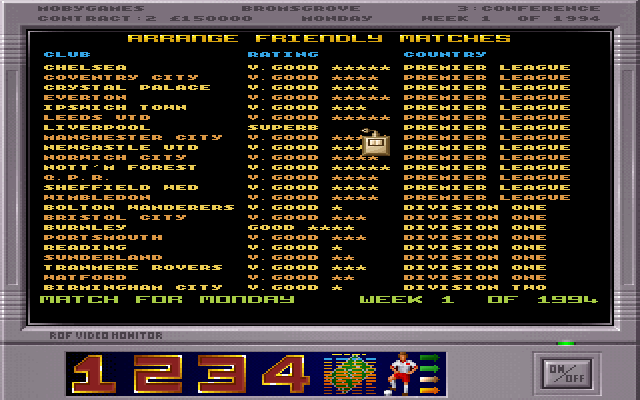 MOBYGAMES BROMSGROVE 3:CONFERENCE
CONTRACT:2 £150000 MONDAY WEEK 1 OF 1994
ARRANGE FRIENDLY MATCHES
CLUB RATING COUNTRY
CHELSEA V.GOOD ***** PREMIER LEAGUE
COVENTRY CITY V.GOOD **** PREMIER LEAGUE
CRYSTAL PALACE V.GOOD **** PREMIER LEAGUE
EVERTON V.GOOD ***** PREMIER LEAGUE
IPSWICH TOWN V.GOOD **** PREMIER LEAGUE
LEEDS UTD V.GOOD ***** PREMIER LEAGUE
LIVERPOOL SUPERB PREMIER LEAGUE
MANCHESTER CITY V.GOOD PREMIER LEAGUE
NEWCASTLE UTD V.GOOD PREMIER LEAGUE
NORWICH CITY V.GOOD **** PREMIER LEAGUE
NOTT'M FOREST V.GOOD ***** PREMIER LEAGUE
Q.P.R. V.GOOD **** PREMIER LEAGUE
SHEFFIELD WED V.GOOD **** PREMIER LEAGUE
WIMBLEDON V.GOOD **** PREMIER LEAGUE
BOLTON WANDERERS V.GOOD * DIVISION ONE
BRISTOL CITY V.GOOD ** DIVISION ONE
BURNLEY GOOD **** DIVISION ONE
PORTSMOUTH V.GOOD *** DIVISION ONE
READING V.GOOD * DIVISION ONE
SUNDERLAND V.GOOD ** DIVISION ONE
TRANMERE ROVERS V.GOOD *** DIVISION ONE
WATFORD V.GOOD * DIVISION ONE
BIRMINGHAM CITY V.GOOD * DIVISION TWO
MATCH FOR MONDAY WEEK 1 OF 1994
ROF VIDEO MONITOR
1 2 3 4
ON/OFF